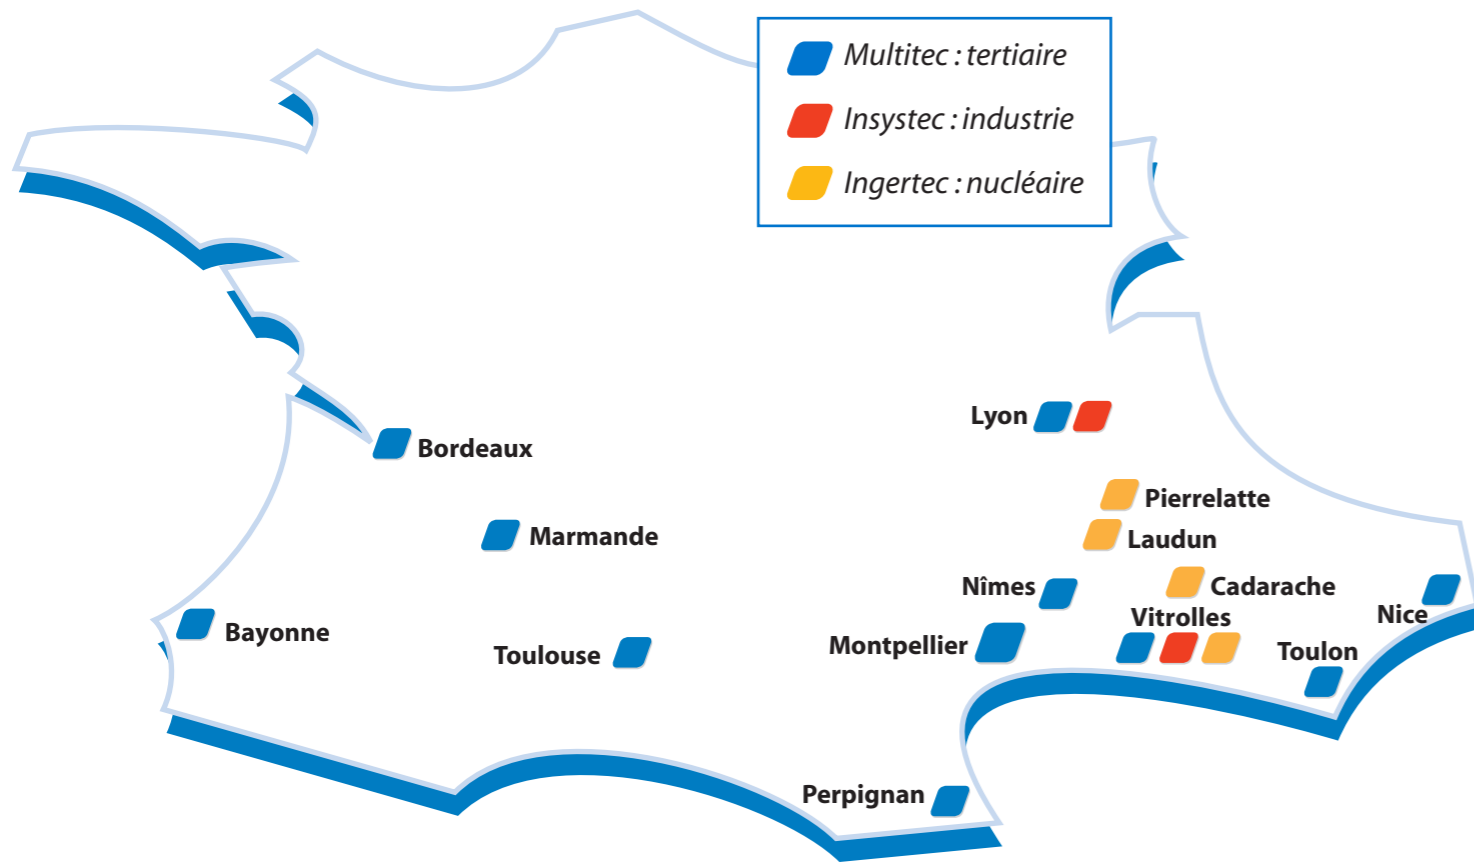 Multitec : tertiaire
Insystec : industrie
Ingertec : nucléaire
Lyon
Bordeaux
Pierrelatte
Marmande
Laudun
Nîmes
Cadarache
Nice
Vitrolles
Bayonne
Toulouse
Montpellier
Toulon
Perpignan